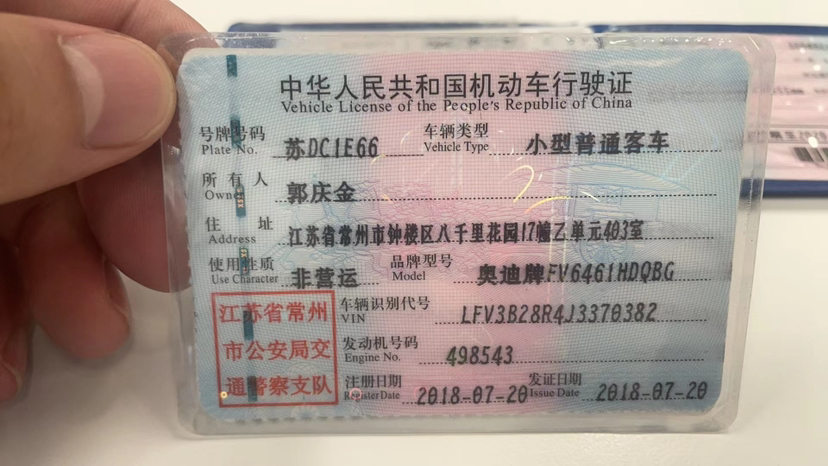 中华人民共和国机动车行驶证
Vehicle License of the People's Republic of China
号牌号码 苏DC1E66 车辆类型 小型普通客车
Plate No. Vehicle Type
所有人 郭庆金
Owner
住址 江苏省常州市钟楼区八千里花园17幢乙单元403室
Address
使用性质 非营运 品牌型号 奥迪牌FV6461HDQBG
Use Character Model
江苏省常州 车辆识别代号 LFV3B28R4J3370382
VIN
市公安局交 发动机号码 498543
Engine No.
通警察支队 注册日期 2018-07-20 发证日期 2018-07-20
Register Date Issue Date